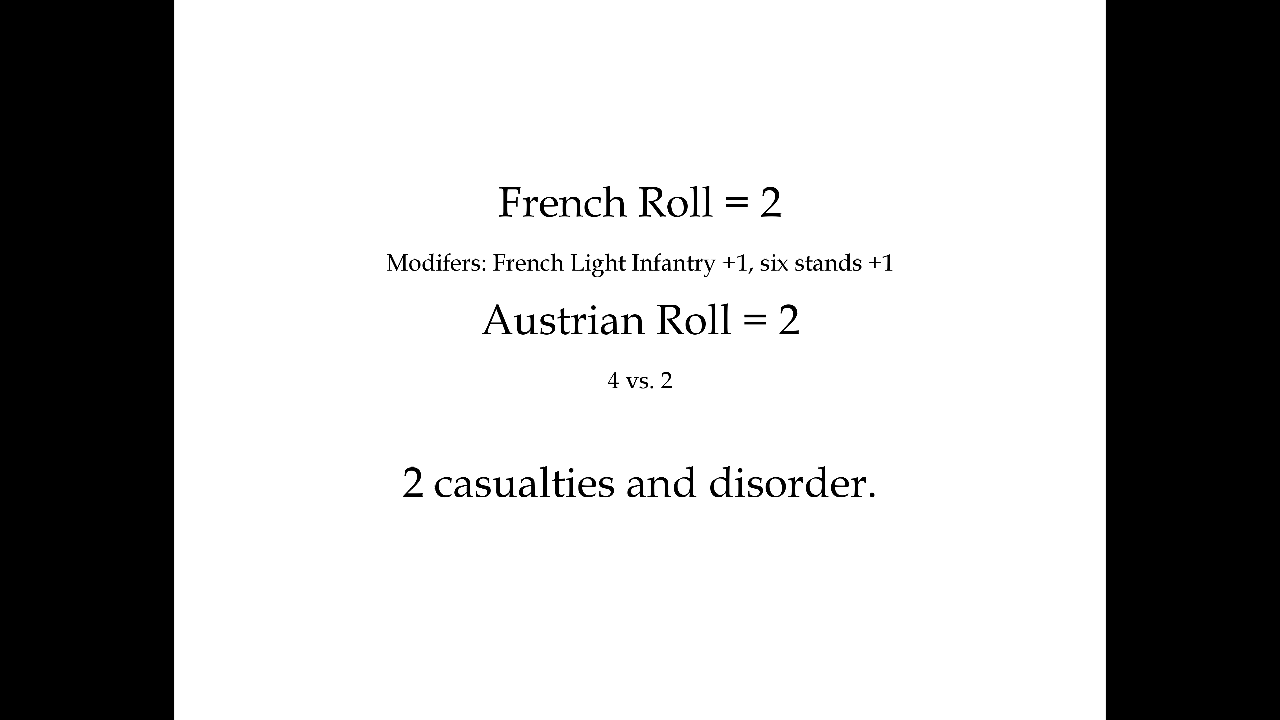 French Roll = 2
Modifers: French Light Infantry +1, six stands +1
Austrian Roll = 2
4 vs. 2
2 casualties and disorder.